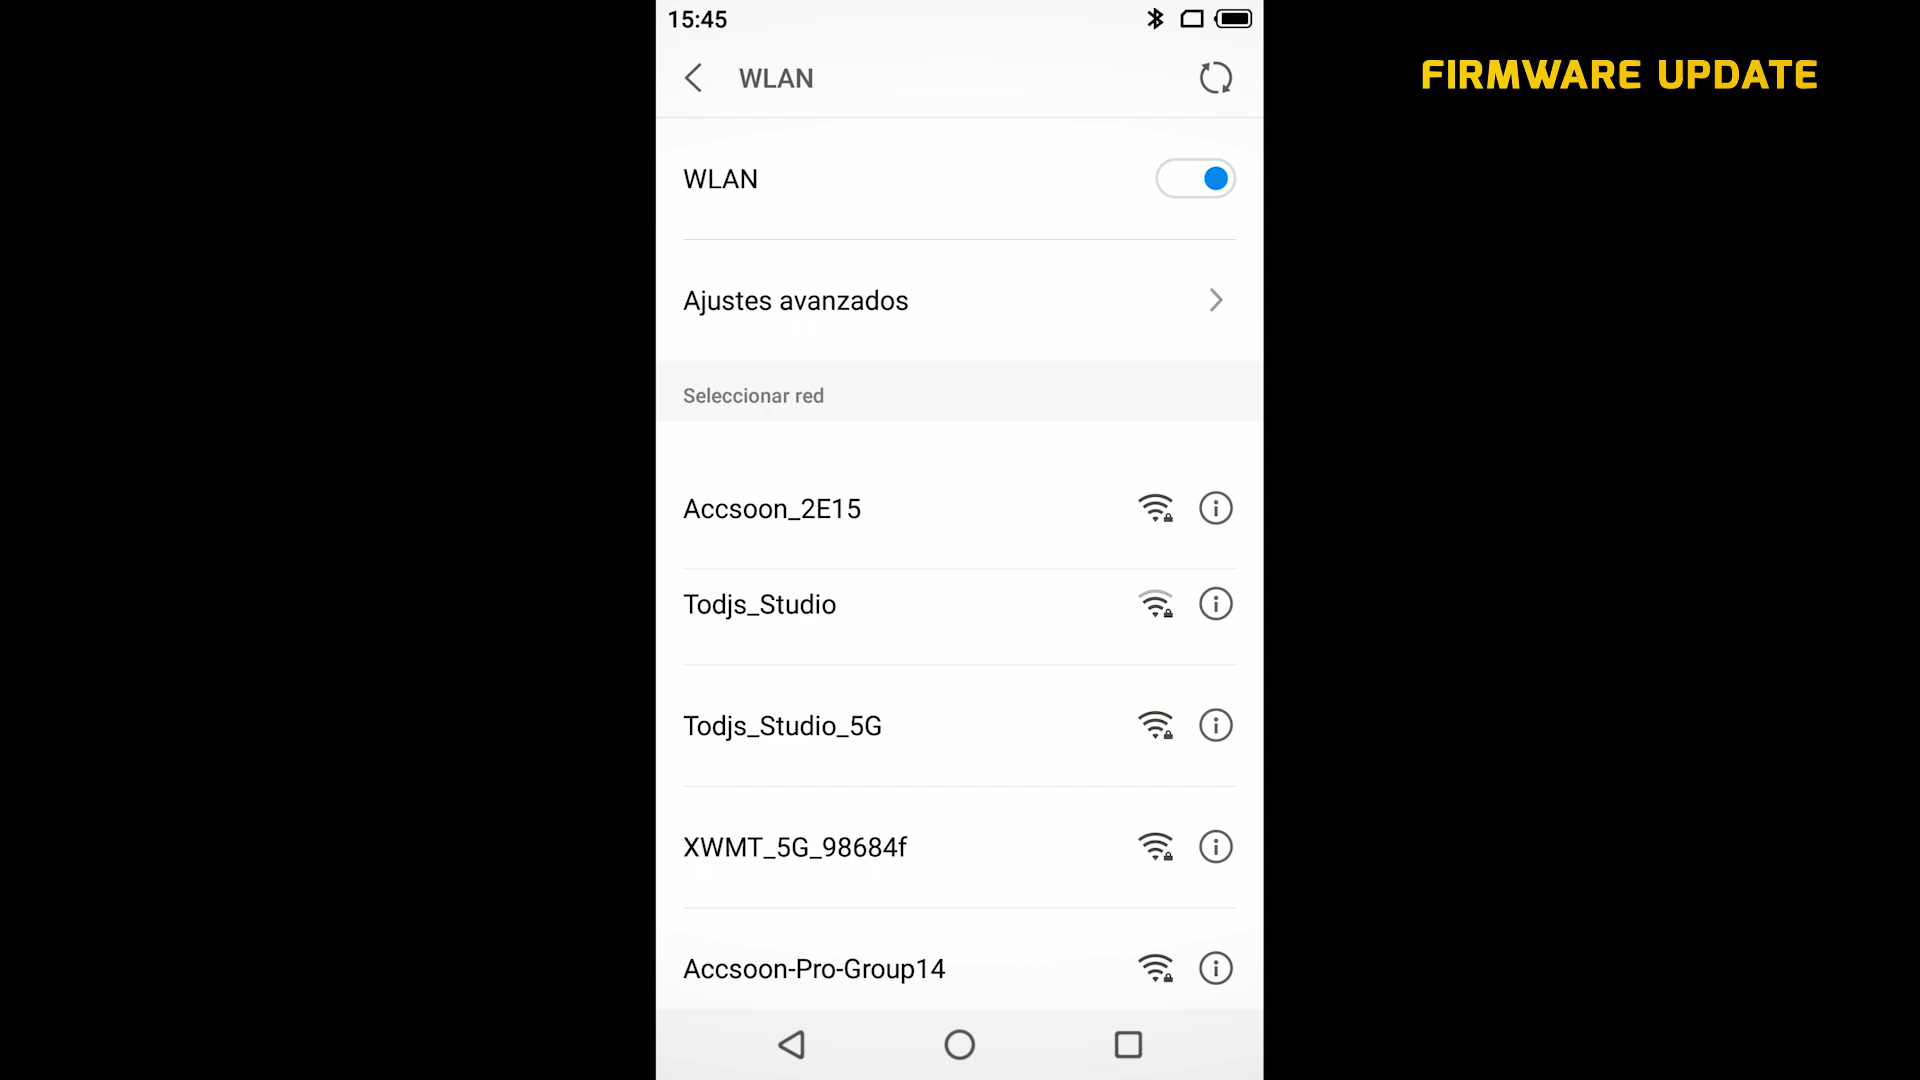 15:45
FIRMWARE UPDATE
WLAN
WLAN
Ajustes avanzados
Seleccionar red
Accsoon_2E15
Todjs_Studio
Todjs_Studio_5G
XWMT_5G_98684f
Accsoon-Pro-Group14